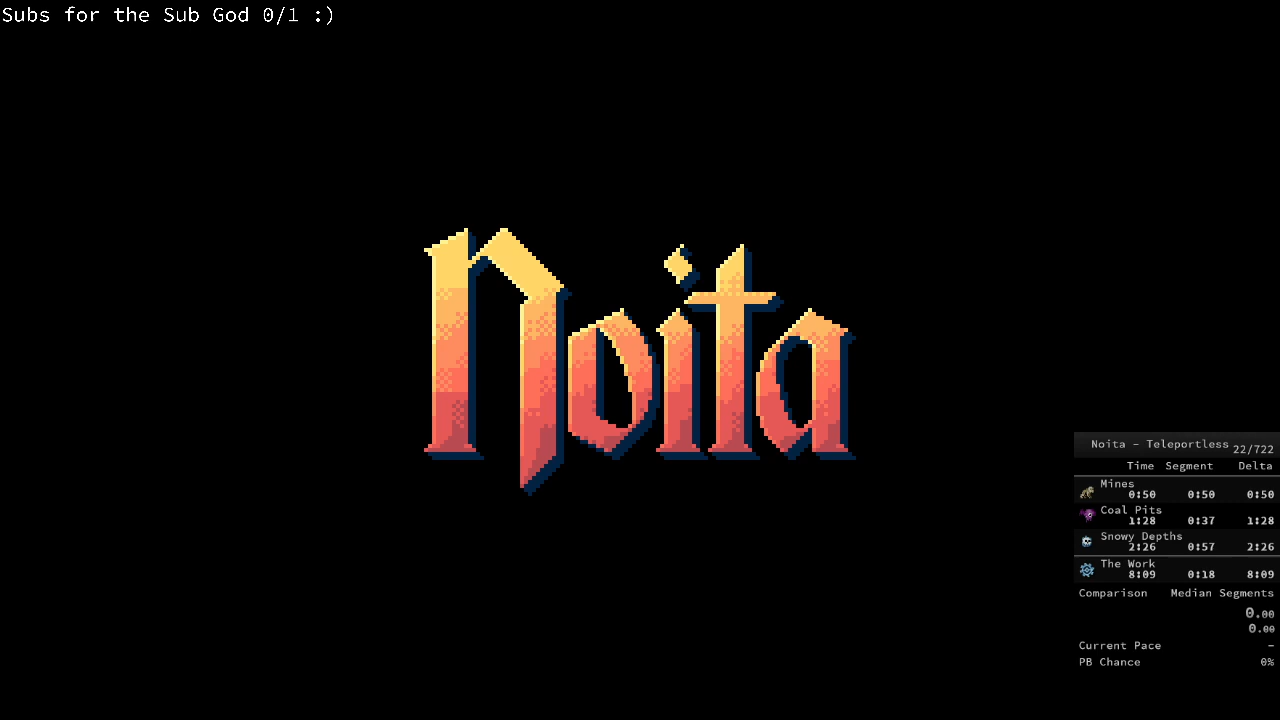 Subs for the Sub God 0/1 :)
Noita
Noita - Teleportless 22/722
Time Segment Delta
Mines
0:50 0:50 0:50
Coal Pits
1:28 0:37 1:28
Snowy Depths
2:26 0:57 2:26
The Work
8:09 0:18 8:09
Comparison Median Segments
0.00
0.00
Current Pace -
PB Chance 0%